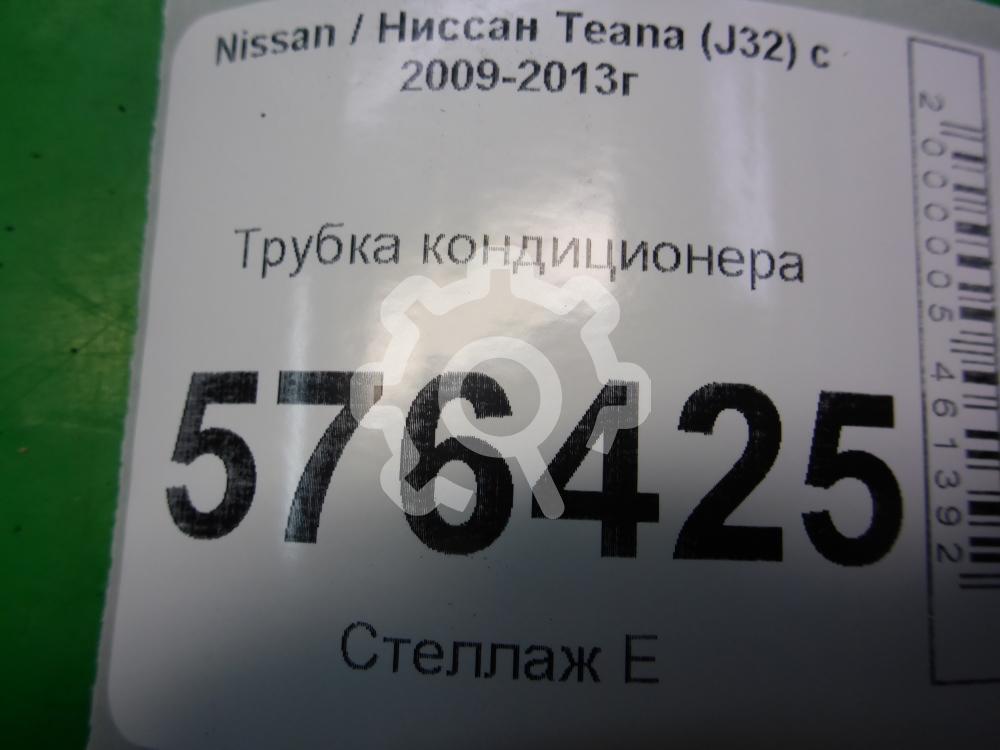 Nissan / Ниссан Teana (J32) с
2009-2013г
Трубка кондиционера
576425
Стеллаж Е
2000005461392